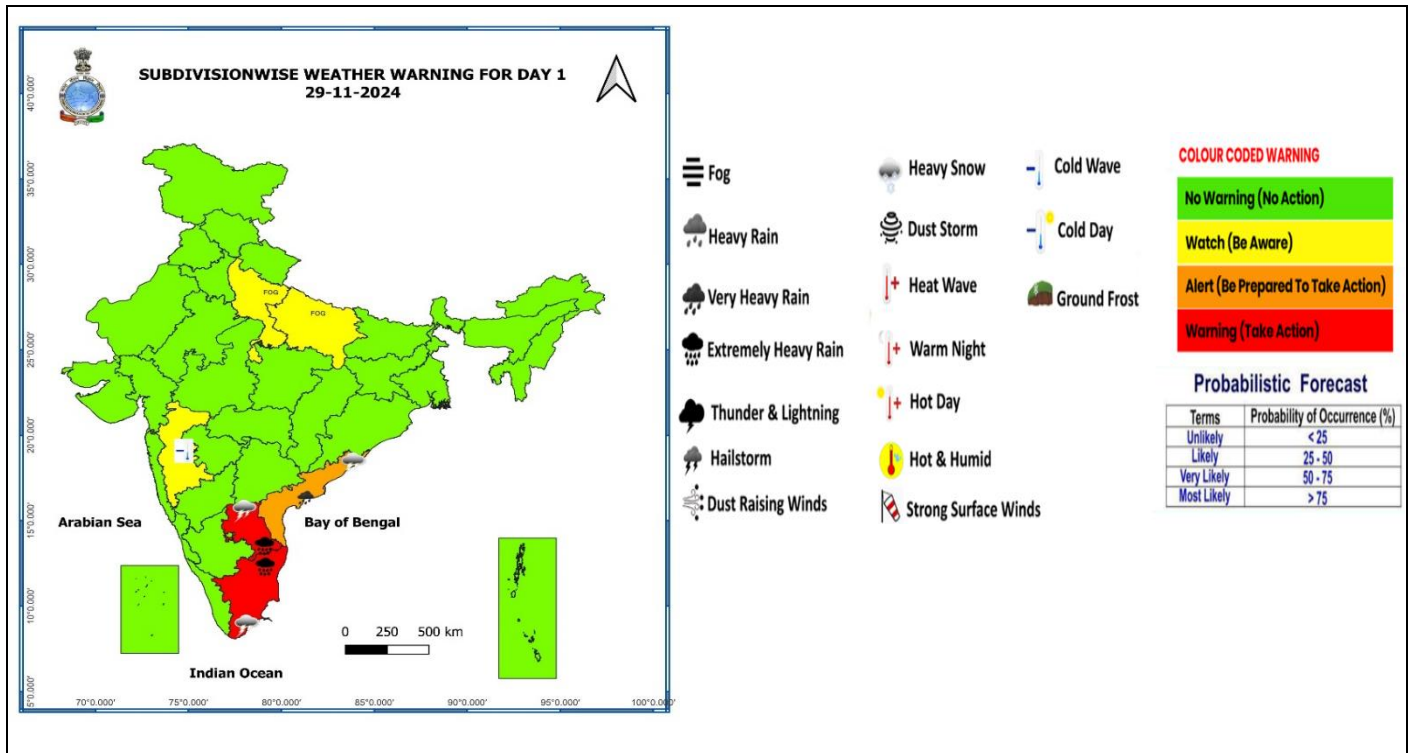 SUBDIVISIONWISE WEATHER WARNING FOR DAY 1
29-11-2024
40°0.000'
35°0.000'
30°0.000'
25°0.000'
20°0.000'
15°0.000'
10°0.000'
5°0.000'
FOG
FOG
Arabian Sea
Bay of Bengal
0 250 500 km
Indian Ocean
70°0.000' 75°0.000' 80°0.000' 85°0.000' 90°0.000' 95°0.000' 100°0.000'
Fog
Heavy Rain
Very Heavy Rain
Extremely Heavy Rain
Thunder & Lightning
Hailstorm
Dust Raising Winds
Heavy Snow
Dust Storm
Heat Wave
Warm Night
Hot Day
Hot & Humid
Strong Surface Winds
Cold Wave
Cold Day
Ground Frost
COLOUR CODED WARNING
No Warning (No Action)
Watch (Be Aware)
Alert (Be Prepared To Take Action)
Warning (Take Action)
Probabilistic Forecast
Terms Probability of Occurrence (%)
Unlikely < 25
Likely 25 - 50
Very Likely 50 - 75
Most Likely > 75